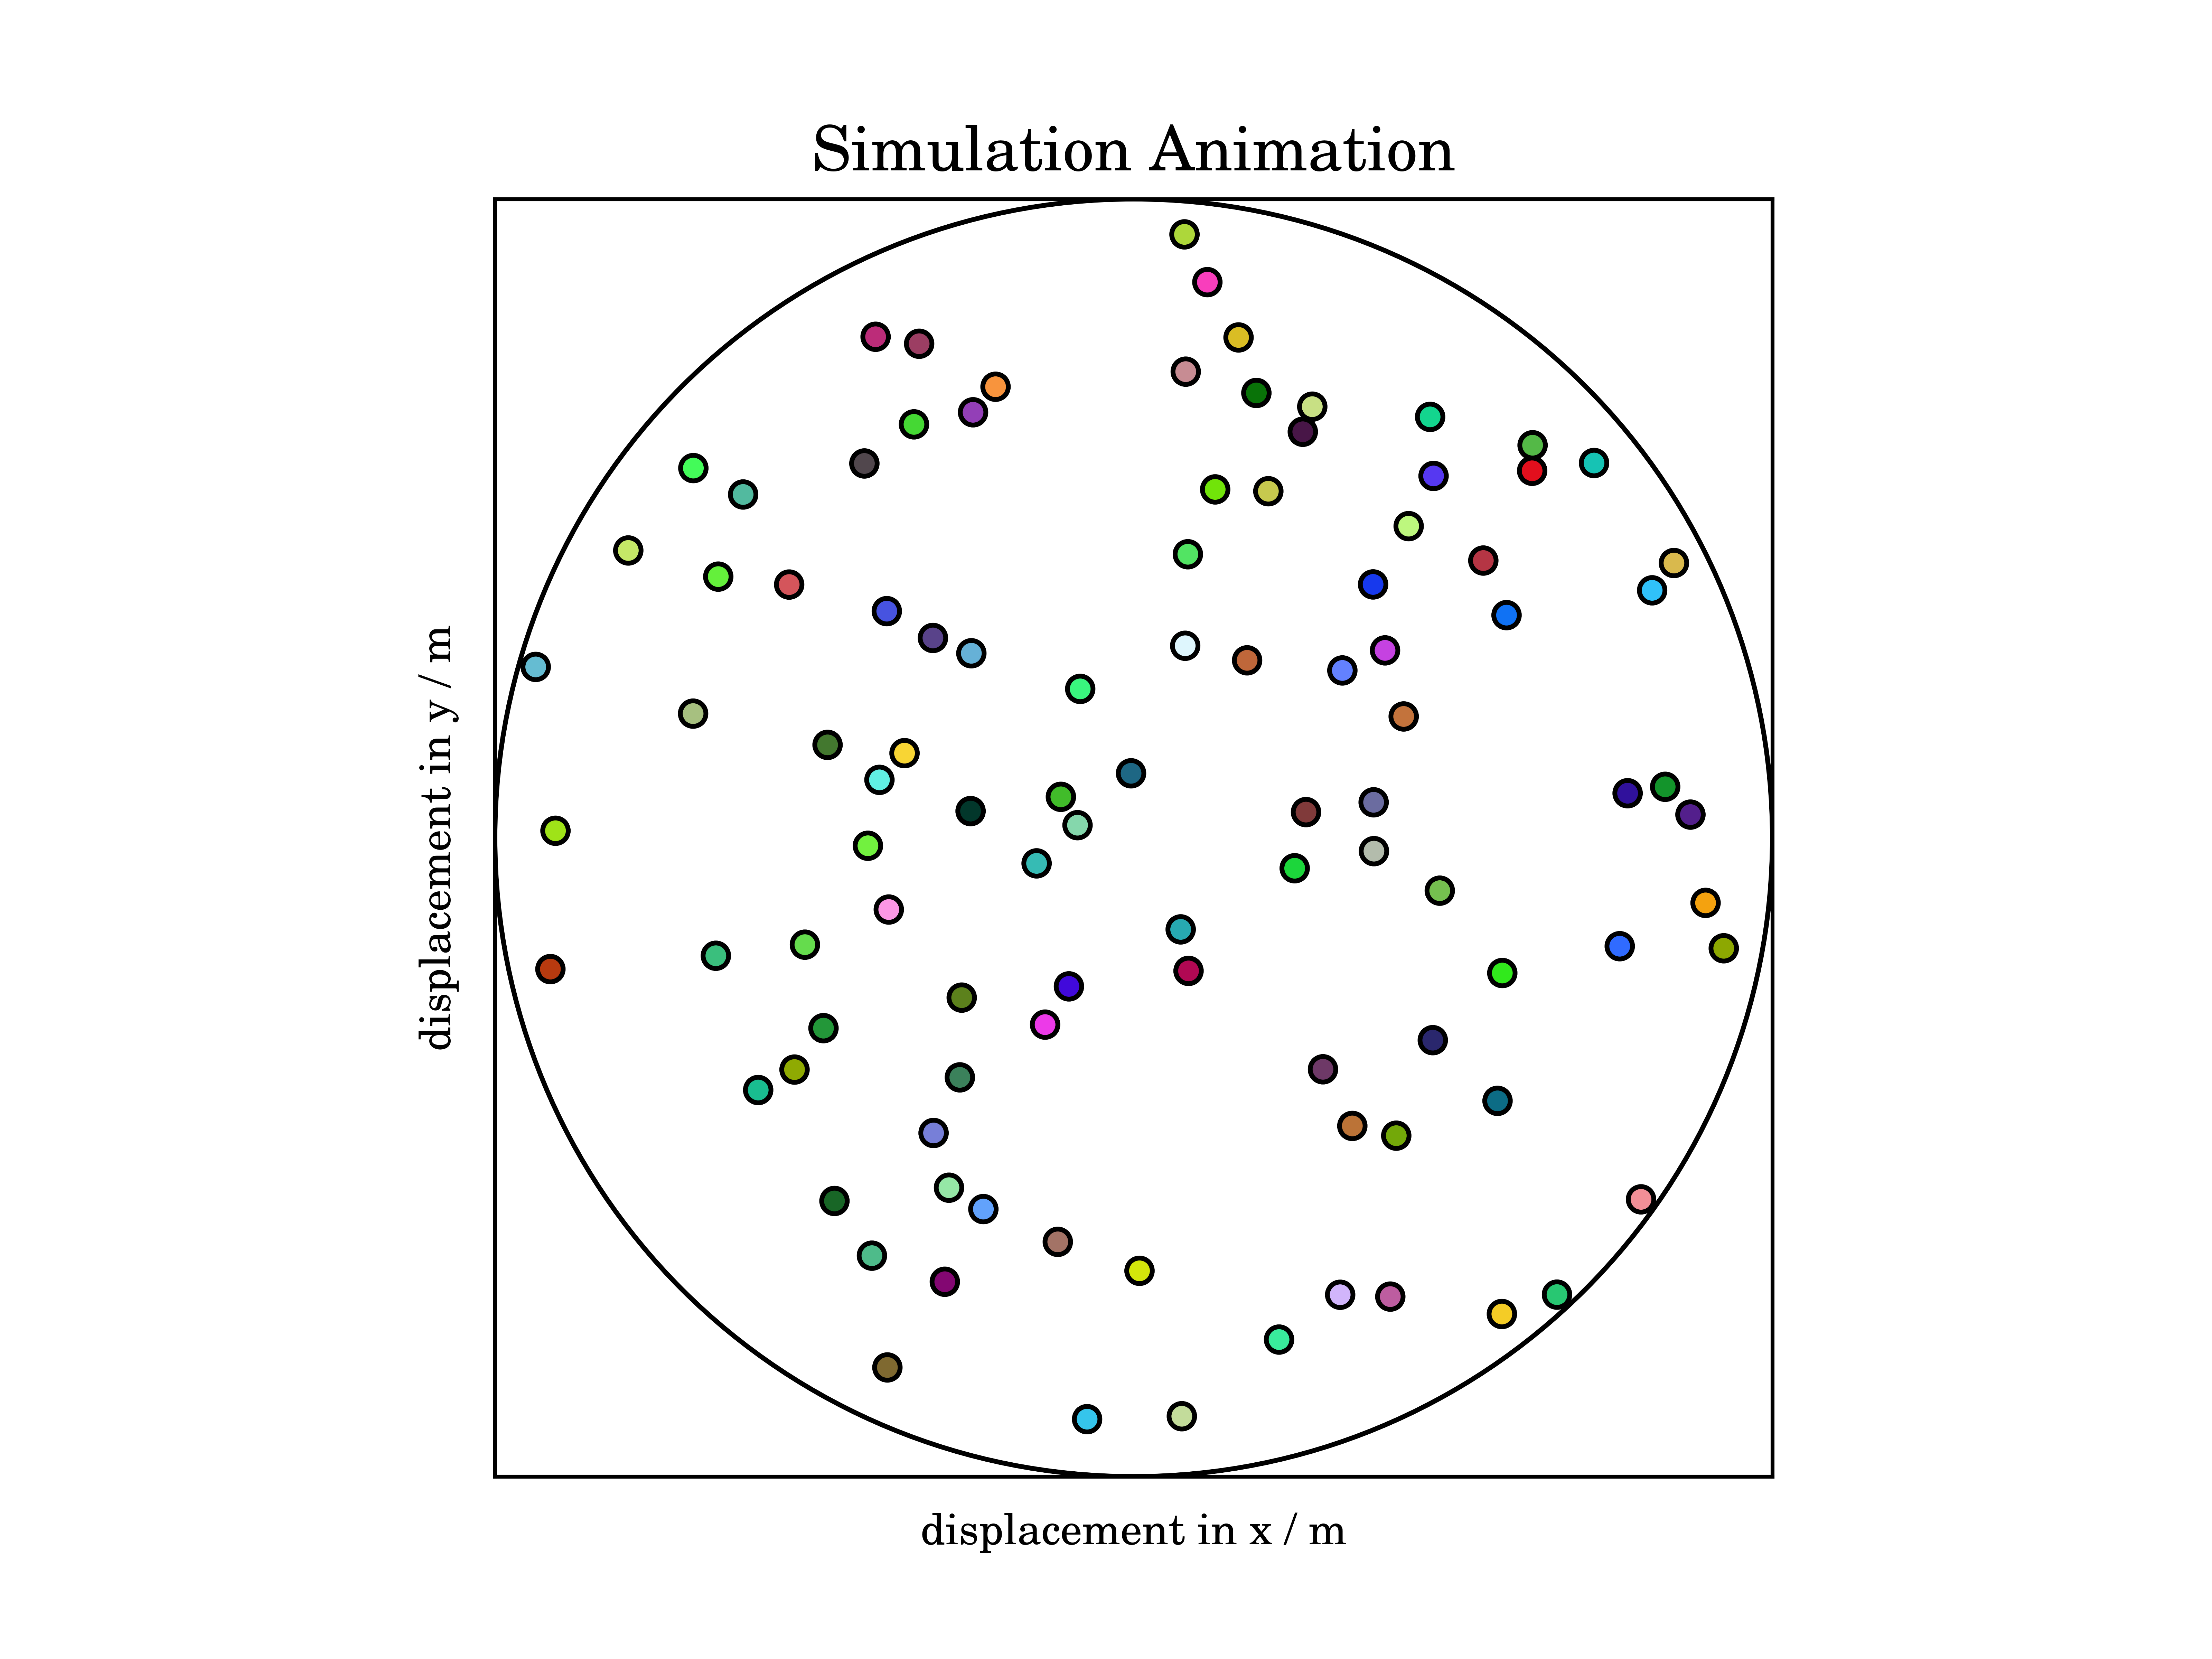 Simulation Animation
displacement in y / m
displacement in x / m